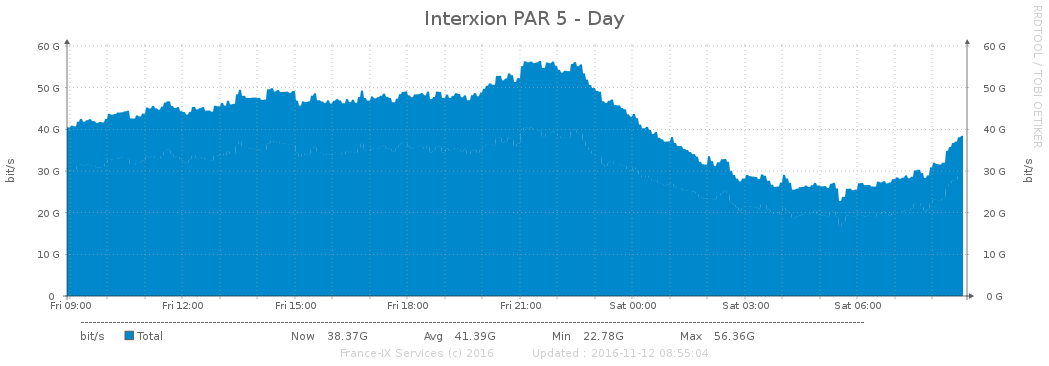 Interxion PAR 5 - Day
RRDTOOL / TOBI OETIKER
60 G 60 G
50 G 50 G
40 G 40 G
30 G 30 G
20 G 20 G
10 G 10 G
0 0 G
bit/s
bit/s
Fri 09:00 Fri 12:00 Fri 15:00 Fri 18:00 Fri 21:00 Sat 00:00 Sat 03:00 Sat 06:00
bit/s Total Now 38.37G Avg 41.39G Min 22.78G Max 56.36G
France-IX Services (c) 2016 Updated : 2016-11-12 08:55:04